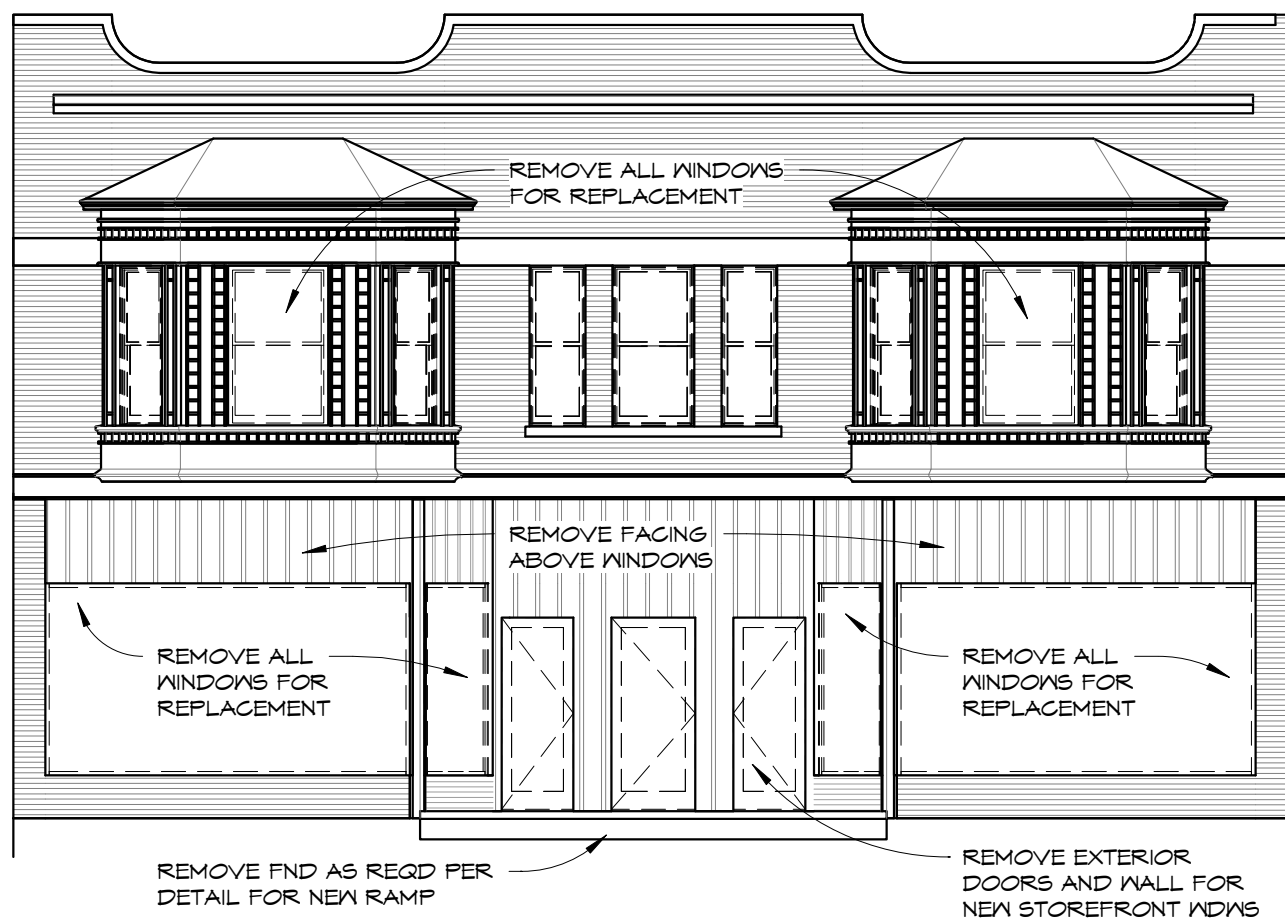 REMOVE ALL WINDOWS
FOR REPLACEMENT
REMOVE FACING
ABOVE WINDOWS
REMOVE ALL
WINDOWS FOR
REPLACEMENT
REMOVE ALL
WINDOWS FOR
REPLACEMENT
REMOVE FND AS REQD PER
DETAIL FOR NEW RAMP
REMOVE EXTERIOR
DOORS AND WALL FOR
NEW STOREFRONT WDWS